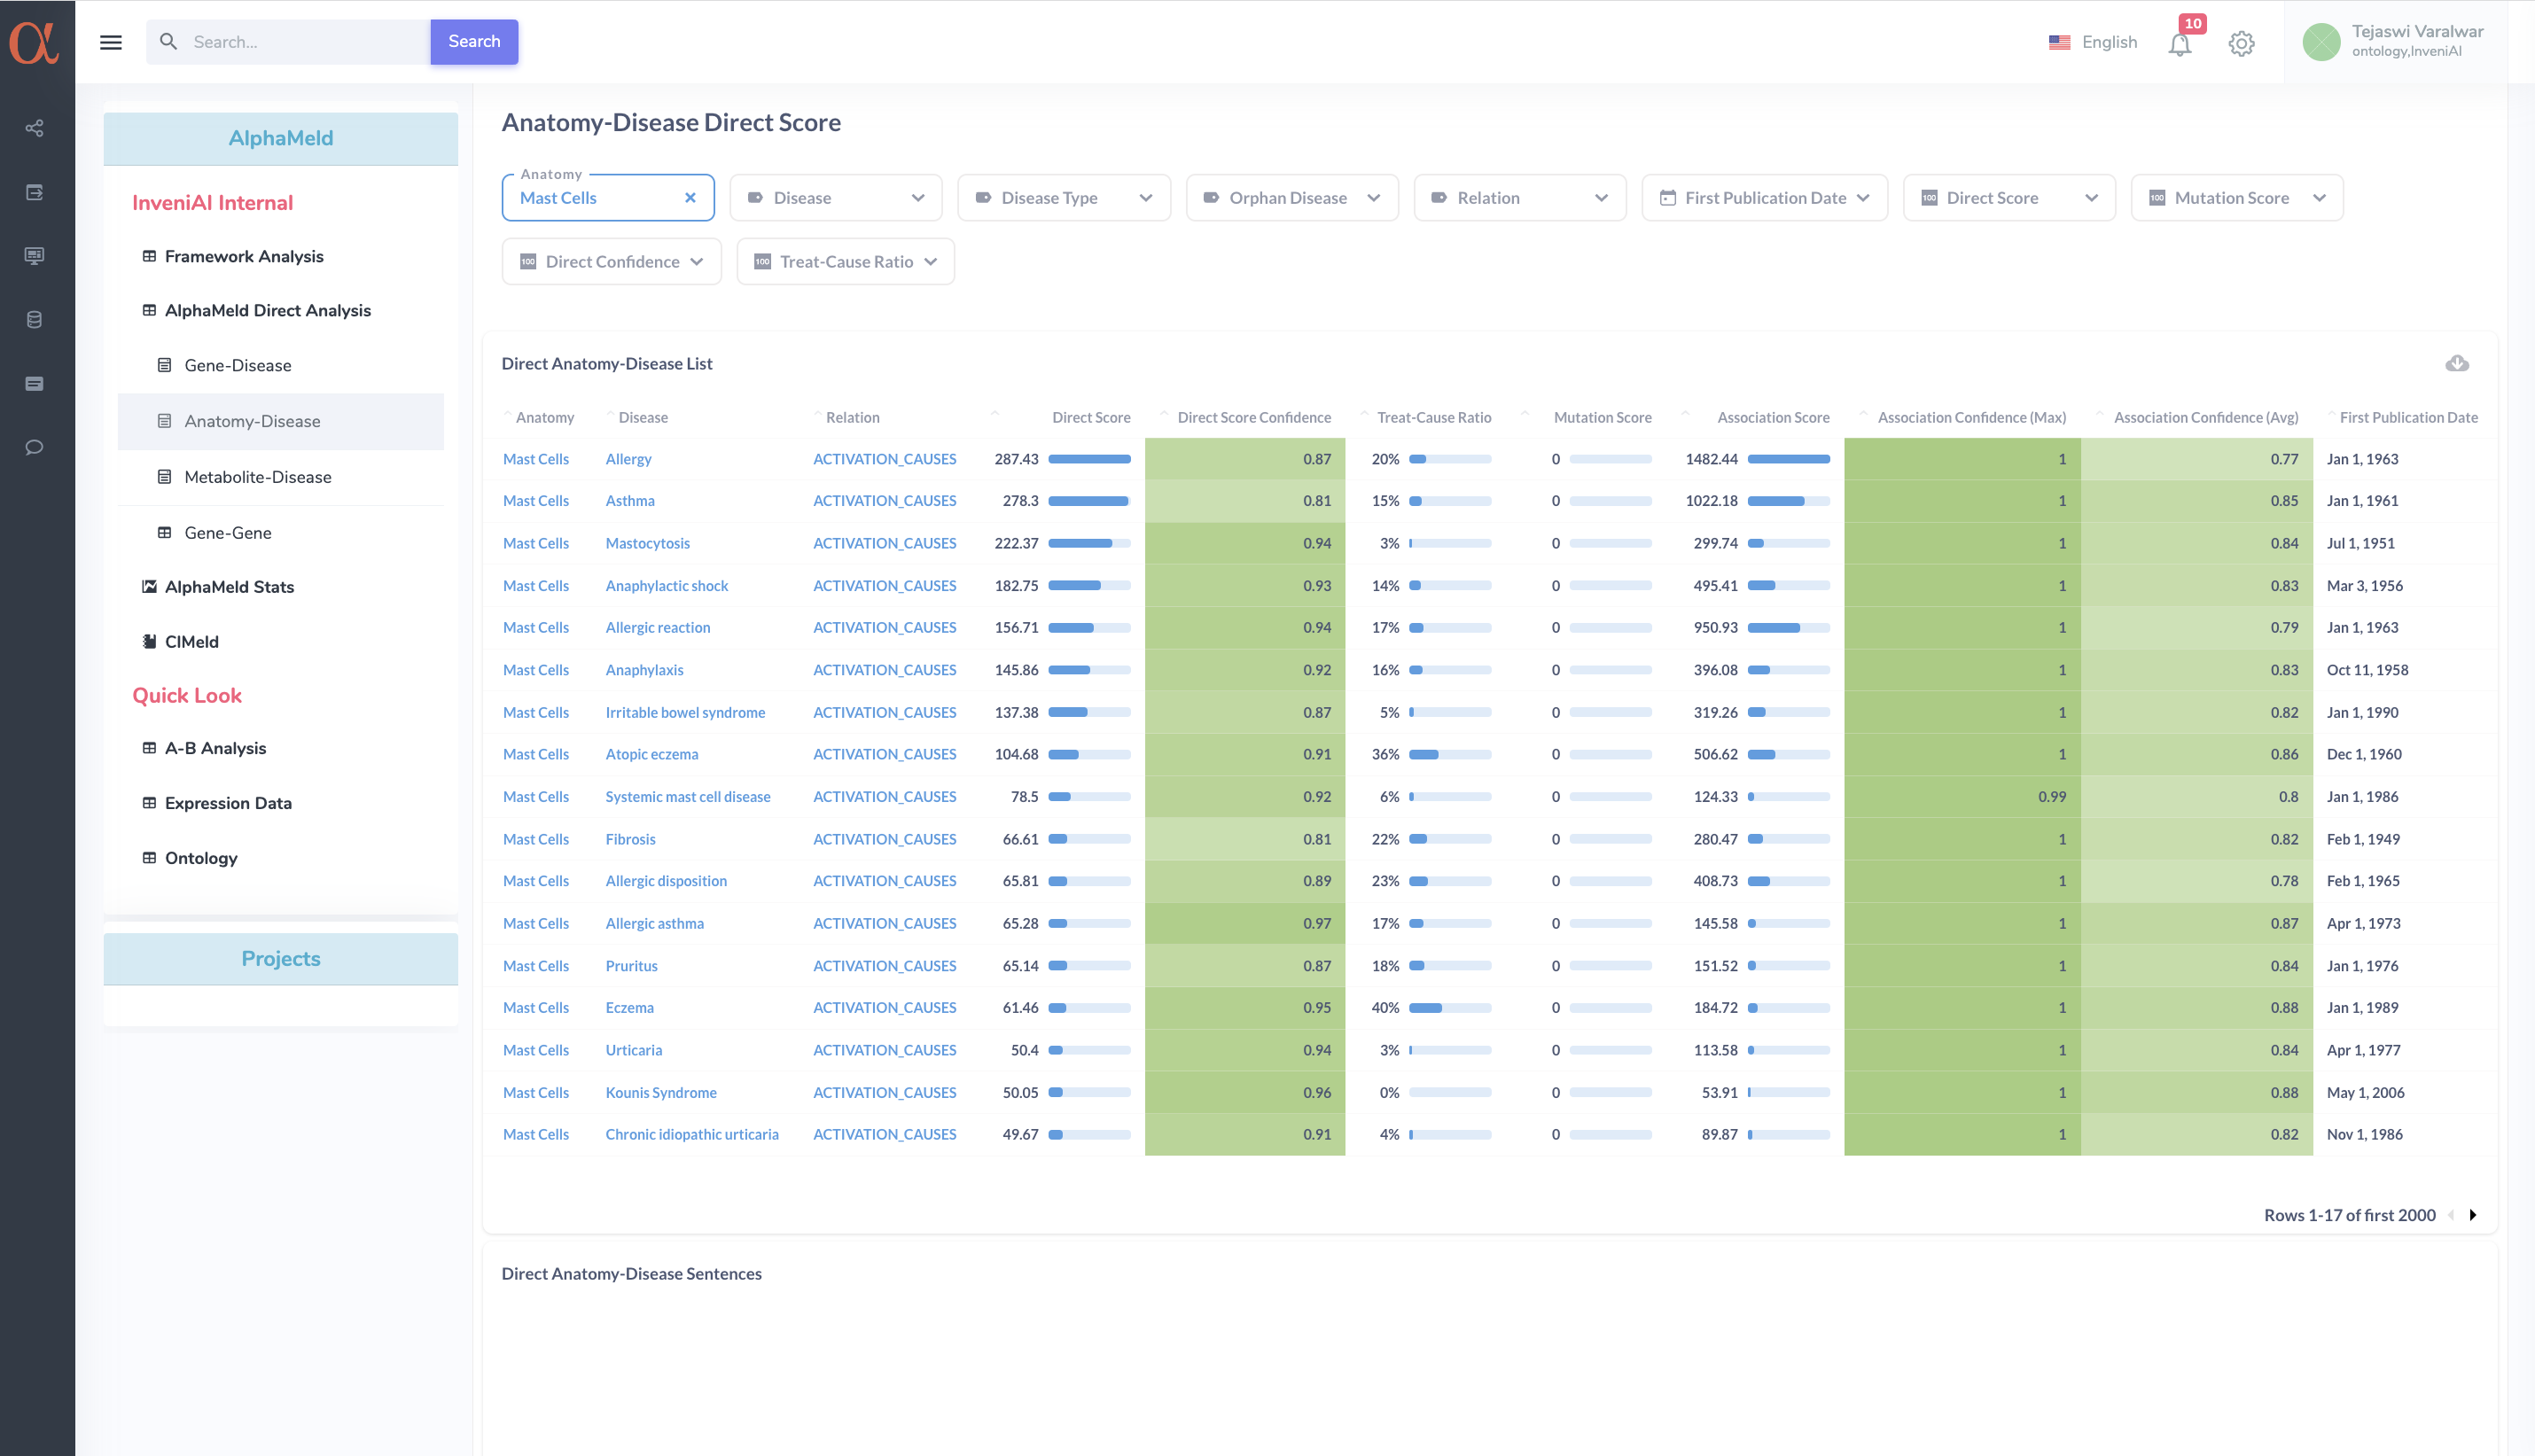 α
Search...
Search
English
10
Tejaswi Varalwar
ontology,InveniAI
AlphaMeld
InveniAI Internal
Framework Analysis
AlphaMeld Direct Analysis
Gene-Disease
Anatomy-Disease
Metabolite-Disease
Gene-Gene
AlphaMeld Stats
CIMeld
Quick Look
A-B Analysis
Expression Data
Ontology
Projects
Anatomy-Disease Direct Score
Anatomy
Mast Cells Disease Disease Type Orphan Disease Relation First Publication Date 100 Direct Score 100 Mutation Score
100 Direct Confidence 100 Treat-Cause Ratio
Direct Anatomy-Disease List
Anatomy Disease Relation Direct Score Direct Score Confidence Treat-Cause Ratio Mutation Score Association Score Association Confidence (Max) Association Confidence (Avg) First Publication Date
Mast Cells Allergy ACTIVATION_CAUSES 287.43 0.87 20% 0 1482.44 1 0.77 Jan 1, 1963
Mast Cells Asthma ACTIVATION_CAUSES 278.3 0.81 15% 0 1022.18 1 0.85 Jan 1, 1961
Mast Cells Mastocytosis ACTIVATION_CAUSES 222.37 0.94 3% 0 299.74 1 0.84 Jul 1, 1951
Mast Cells Anaphylactic shock ACTIVATION_CAUSES 182.75 0.93 14% 0 495.41 1 0.83 Mar 3, 1956
Mast Cells Allergic reaction ACTIVATION_CAUSES 156.71 0.94 17% 0 950.93 1 0.79 Jan 1, 1963
Mast Cells Anaphylaxis ACTIVATION_CAUSES 145.86 0.92 16% 0 396.08 1 0.83 Oct 11, 1958
Mast Cells Irritable bowel syndrome ACTIVATION_CAUSES 137.38 0.87 5% 0 319.26 1 0.82 Jan 1, 1990
Mast Cells Atopic eczema ACTIVATION_CAUSES 104.68 0.91 36% 0 506.62 1 0.86 Dec 1, 1960
Mast Cells Systemic mast cell disease ACTIVATION_CAUSES 78.5 0.92 6% 0 124.33 0.99 0.8 Jan 1, 1986
Mast Cells Fibrosis ACTIVATION_CAUSES 66.61 0.81 22% 0 280.47 1 0.82 Feb 1, 1949
Mast Cells Allergic disposition ACTIVATION_CAUSES 65.81 0.89 23% 0 408.73 1 0.78 Feb 1, 1965
Mast Cells Allergic asthma ACTIVATION_CAUSES 65.28 0.97 17% 0 145.58 1 0.87 Apr 1, 1973
Mast Cells Pruritus ACTIVATION_CAUSES 65.14 0.87 18% 0 151.52 1 0.84 Jan 1, 1976
Mast Cells Eczema ACTIVATION_CAUSES 61.46 0.95 40% 0 184.72 1 0.88 Jan 1, 1989
Mast Cells Urticaria ACTIVATION_CAUSES 50.4 0.94 3% 0 113.58 1 0.84 Apr 1, 1977
Mast Cells Kounis Syndrome ACTIVATION_CAUSES 50.05 0.96 0% 0 53.91 1 0.88 May 1, 2006
Mast Cells Chronic idiopathic urticaria ACTIVATION_CAUSES 49.67 0.91 4% 0 89.87 1 0.82 Nov 1, 1986
Rows 1-17 of first 2000
Direct Anatomy-Disease Sentences